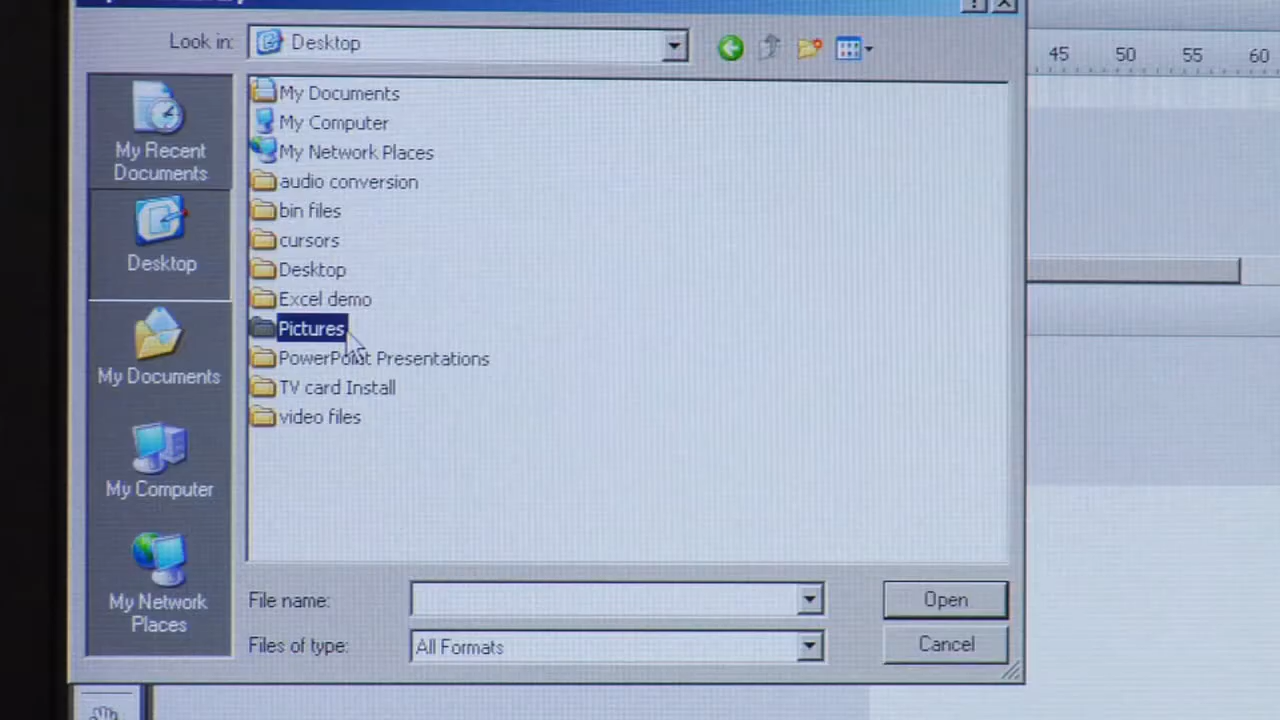 Look in: Desktop
45 50 55 60
My Recent
Documents
Desktop
My Documents
My Computer
My Network
Places
My Documents
My Computer
My Network Places
audio conversion
bin files
cursors
Desktop
Excel demo
Pictures
PowerPoint Presentations
TV card Install
video files
File name:
Open
Files of type: All Formats
Cancel